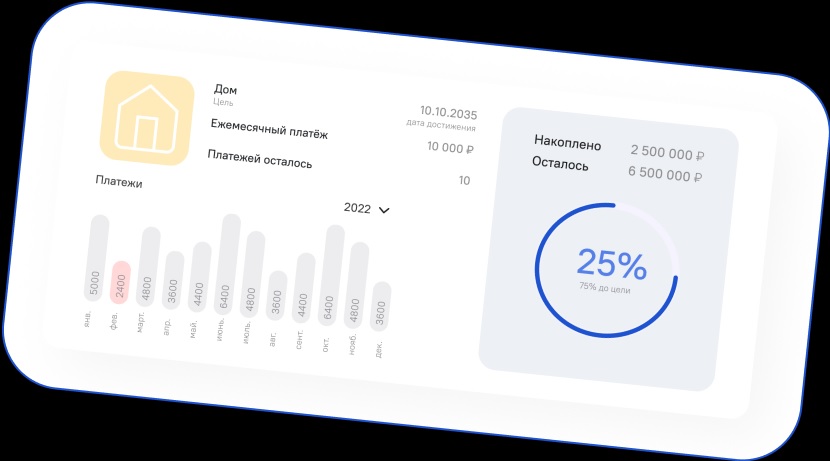 Дом
Цель
10.10.2035
дата достижения
Ежемесячный платёж
10 000 ₽
Платежей осталось
10
Платежи
2022
5000
2400
4800
3600
4400
6400
4800
3600
4400
6400
4800
3600
янв.
фев.
март.
апр.
май.
июнь.
июль.
авг.
сент.
окт.
нояб.
дек.
Накоплено 2 500 000 ₽
Осталось 6 500 000 ₽
25%
75% до цели